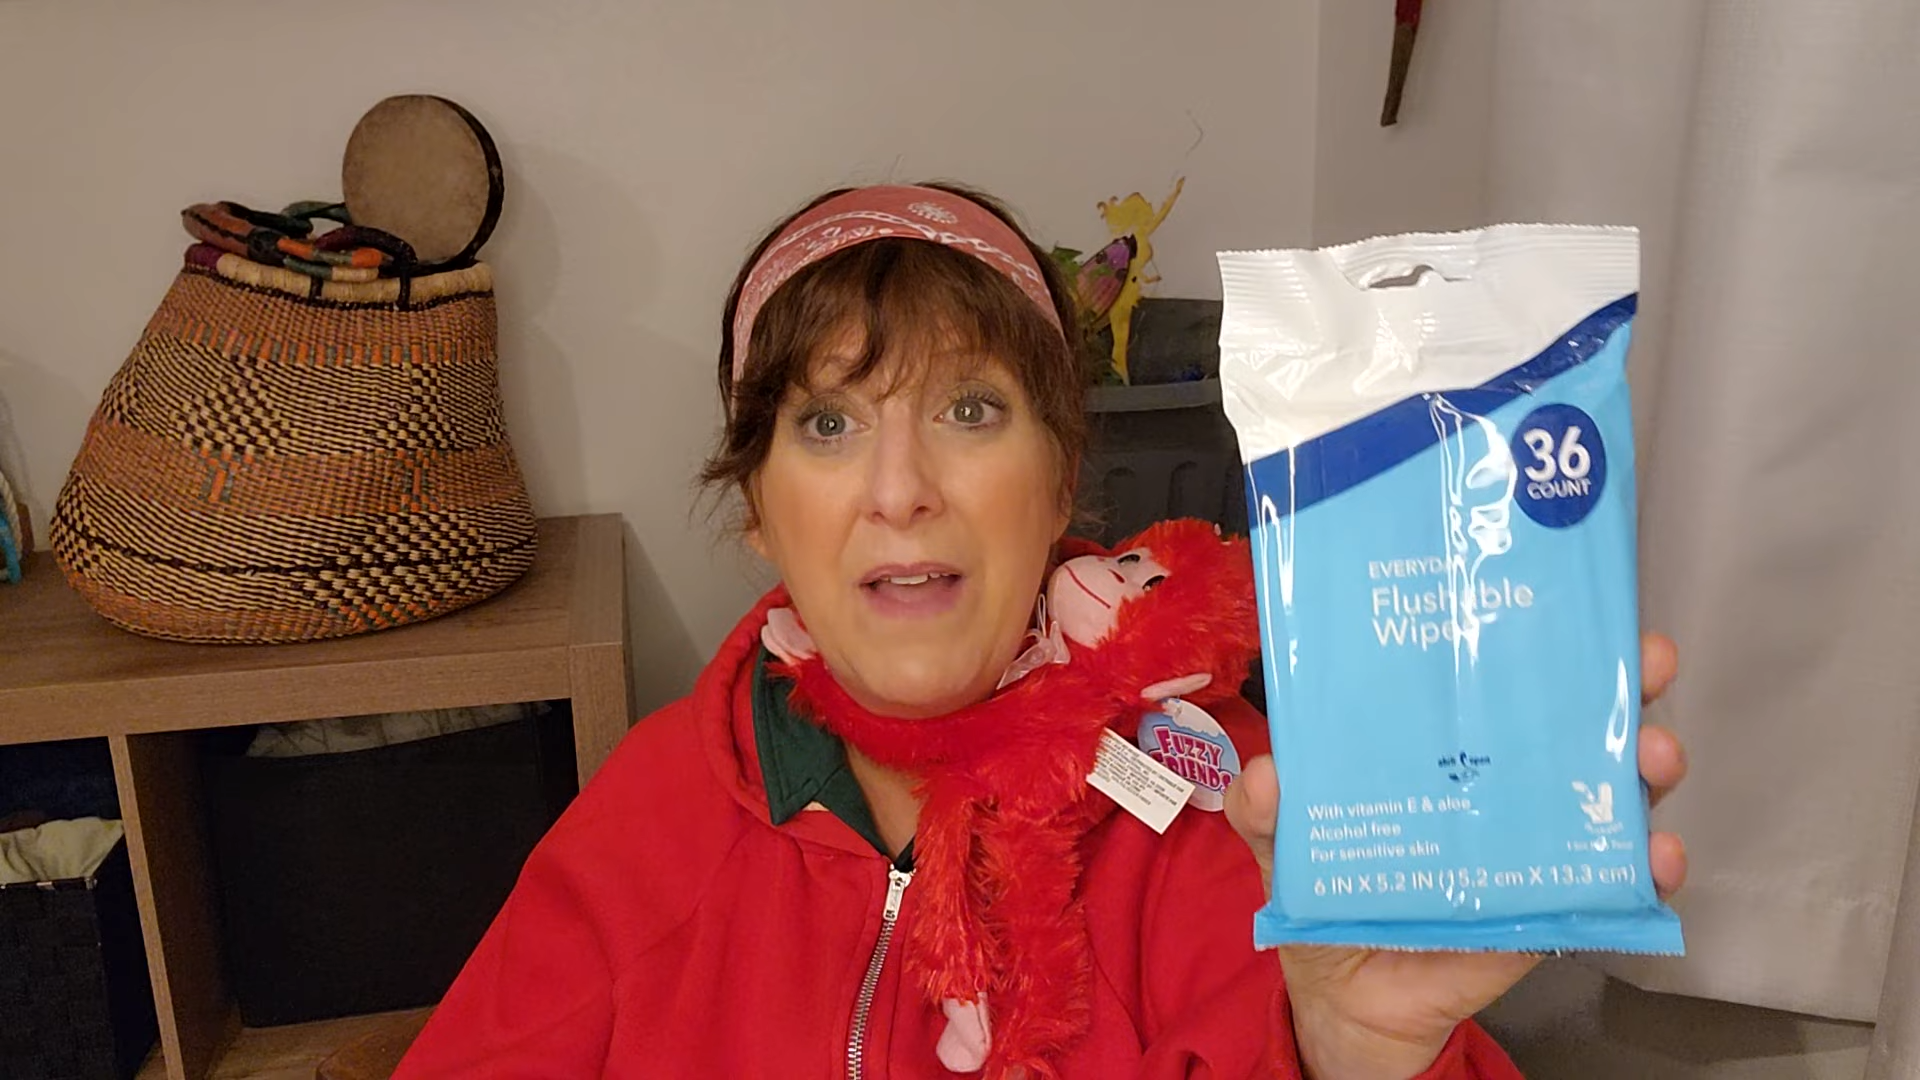 36
COUNT
Flushable
Wipes
FUZZY
FRIENDS
With vitamin E & aloe
Alcohol free
For sensitive skin
6 IN X 5.2 IN (15.2 cm X 13.3 cm)